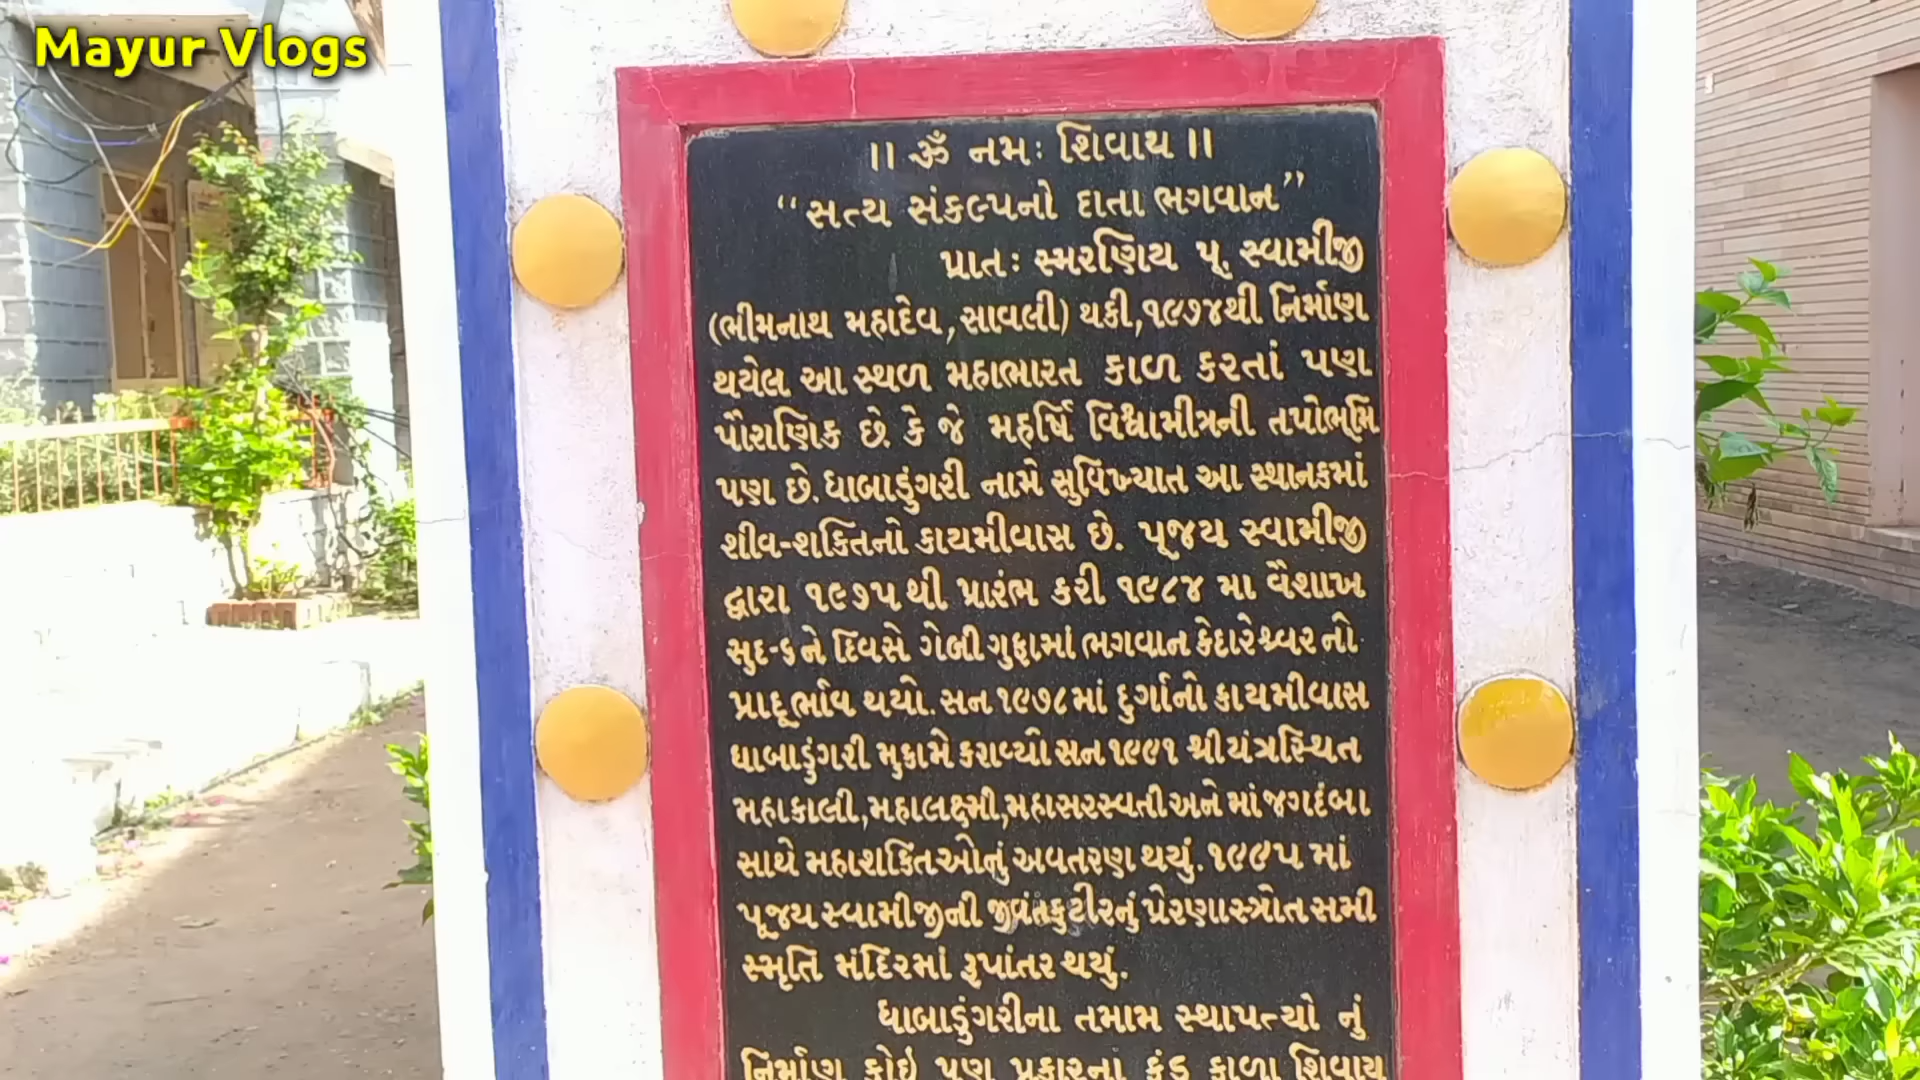 Mayur Vlogs
।। ૐ નમઃ શિવાય ।।
“સત્ય સંકલ્પનો દાતા ભગવાન”
પ્રાતઃ સ્મરણિય પૂ. સ્વામીજી
(ભીમનાથ મહાદેવ, સાવલી) થકી, ૧૯૭૪થી નિર્માણ
થયેલ આ સ્થળ મહાભારત કાળ કરતાં પણ
પૌરાણિક છે. કે જે મહર્ષિ વિશ્વામીત્રની તપોભૂમિ
પણ છે. ધાબાડુંગરી નામે સુવિખ્યાત આ સ્થાનકમાં
શીવ-શક્તિનો કાયમીવાસ છે. પૂજય સ્વામીજી
દ્વારા ૧૯૭૫ થી પ્રારંભ કરી ૧૯૮૪ મા વૈશાખ
સુદ-૬ ને દિવસે ગેબી ગુફામાં ભગવાન કેદારેશ્વર નો
પ્રાદૂર્ભાવ થયો. સન ૧૯૭૮ માં દુર્ગાનો કાયમીવાસ
ધાબાડુંગરી મુકામે કરાવ્યો સન ૧૯૯૧ શ્રીયંત્રસ્થિત
મહાકાલી, મહાલક્ષ્મી, મહાસરસ્વતી અને માં જગદંબા
સાથે મહાશકિતઓનું અવતરણ થયું. ૧૯૯૫ માં
પૂજય સ્વામીજીની જીવંતકુટીરનું પ્રેરણાસ્ત્રોત સમી
સ્મૃતિ મંદિરમાં રૂપાંતર થયું.
ધાબાડુંગરીના તમામ સ્થાપત્યો નું
નિર્માણ કોઇ પણ પ્રકારના ફંડ ફાળા શિવાય